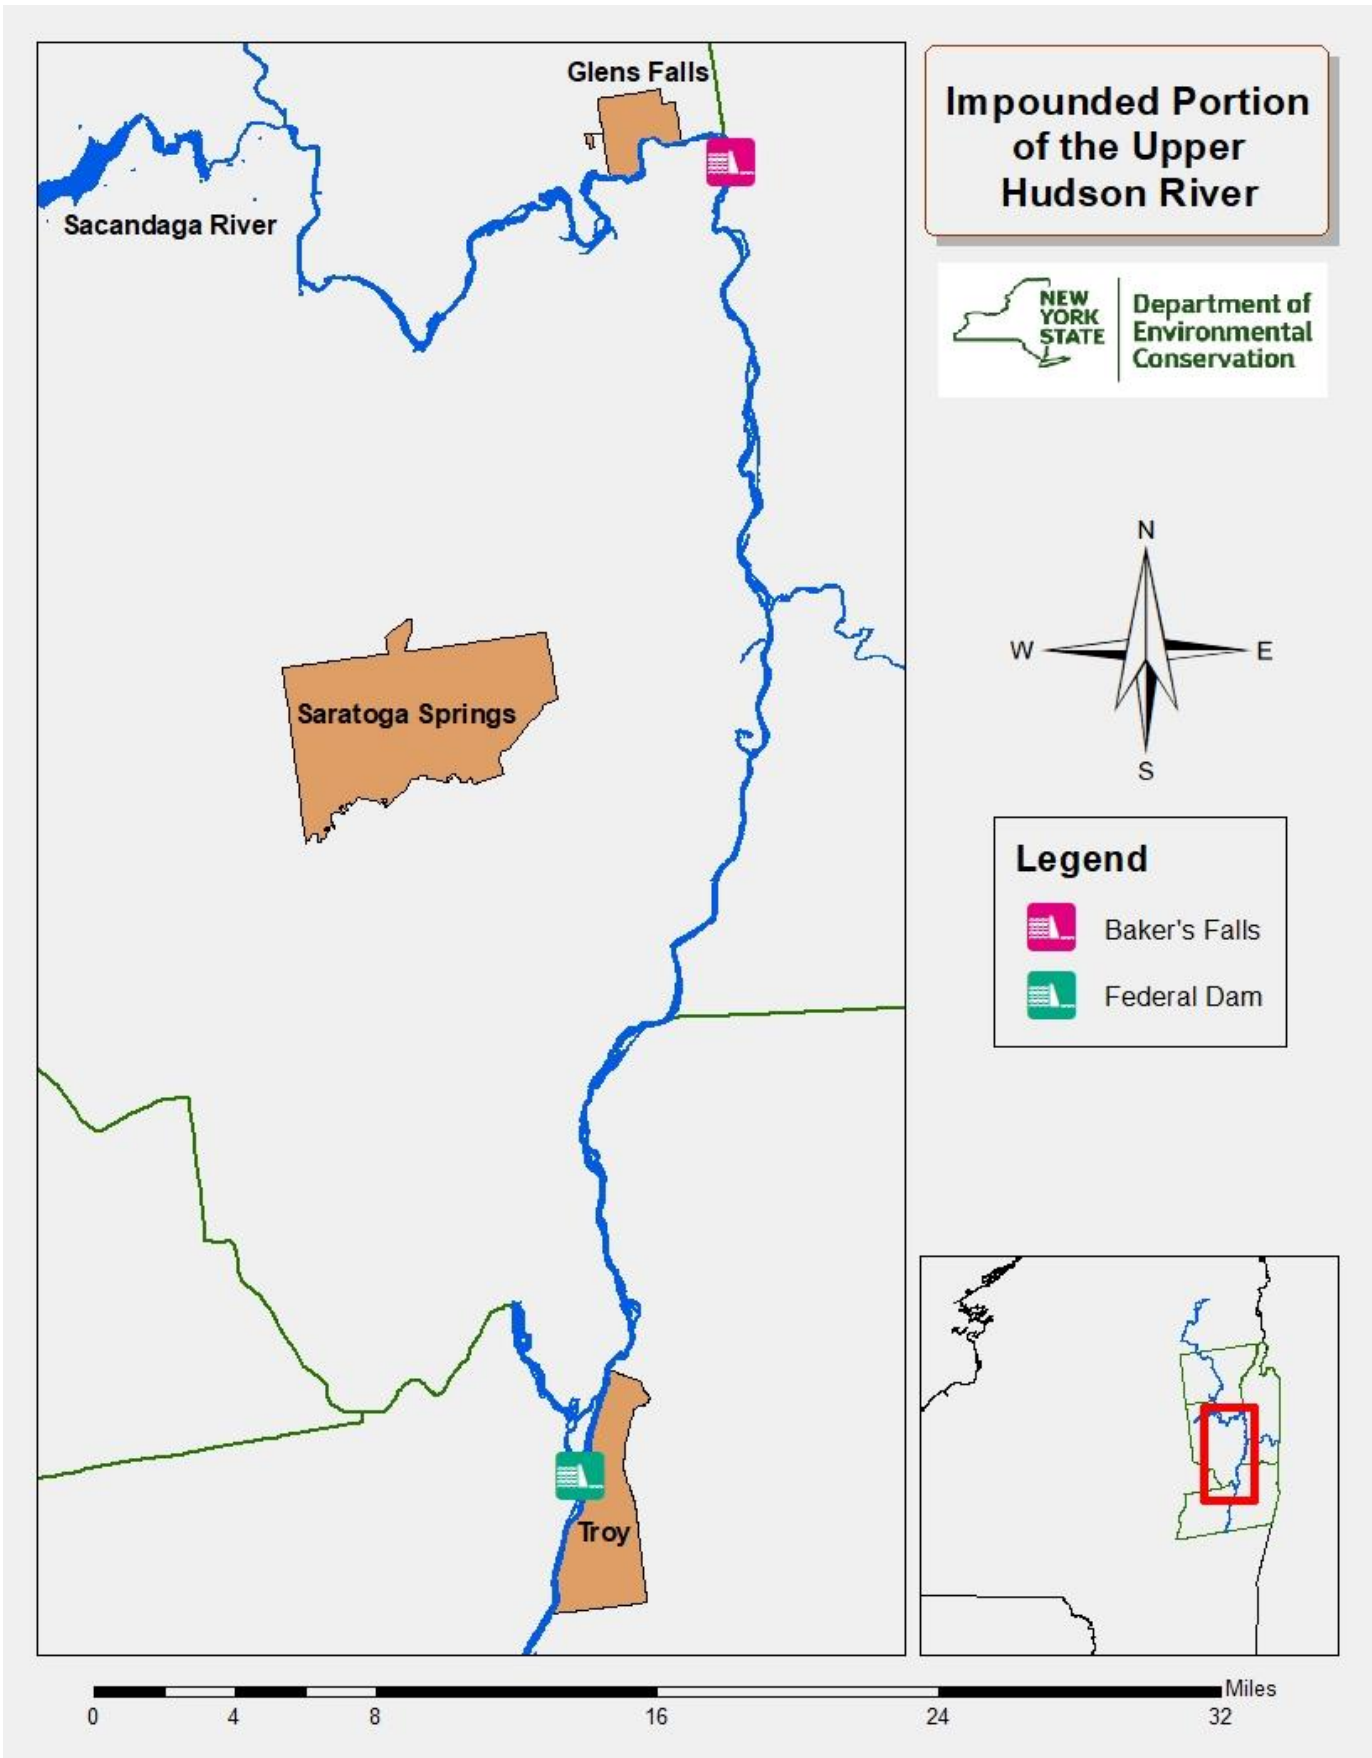 Glens Falls
Sacandaga River
Saratoga Springs
Troy
Impounded Portion
of the Upper
Hudson River
NEW
YORK
STATE
Department of
Environmental
Conservation
N
W
E
S
Legend
Baker's Falls
Federal Dam
Miles
0 4 8 16 24 32